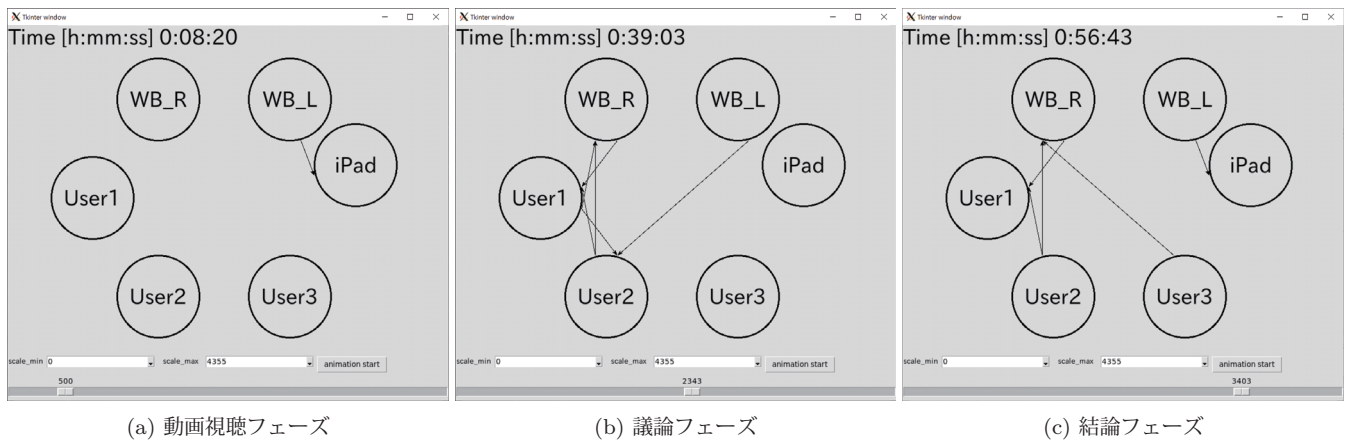 Tkinter window
Time [h:mm:ss] 0:08:20
WB_R
WB_L
iPad
User1
User2
User3
scale_min 0
scale_max 4355
animation start
500
(a) 動画視聴フェーズ
Tkinter window
Time [h:mm:ss] 0:39:03
WB_R
WB_L
iPad
User1
User2
User3
scale_min 0
scale_max 4355
animation start
2343
(b) 議論フェーズ
Tkinter window
Time [h:mm:ss] 0:56:43
WB_R
WB_L
iPad
User1
User2
User3
scale_min 0
scale_max 4355
animation start
3403
(c) 結論フェーズ